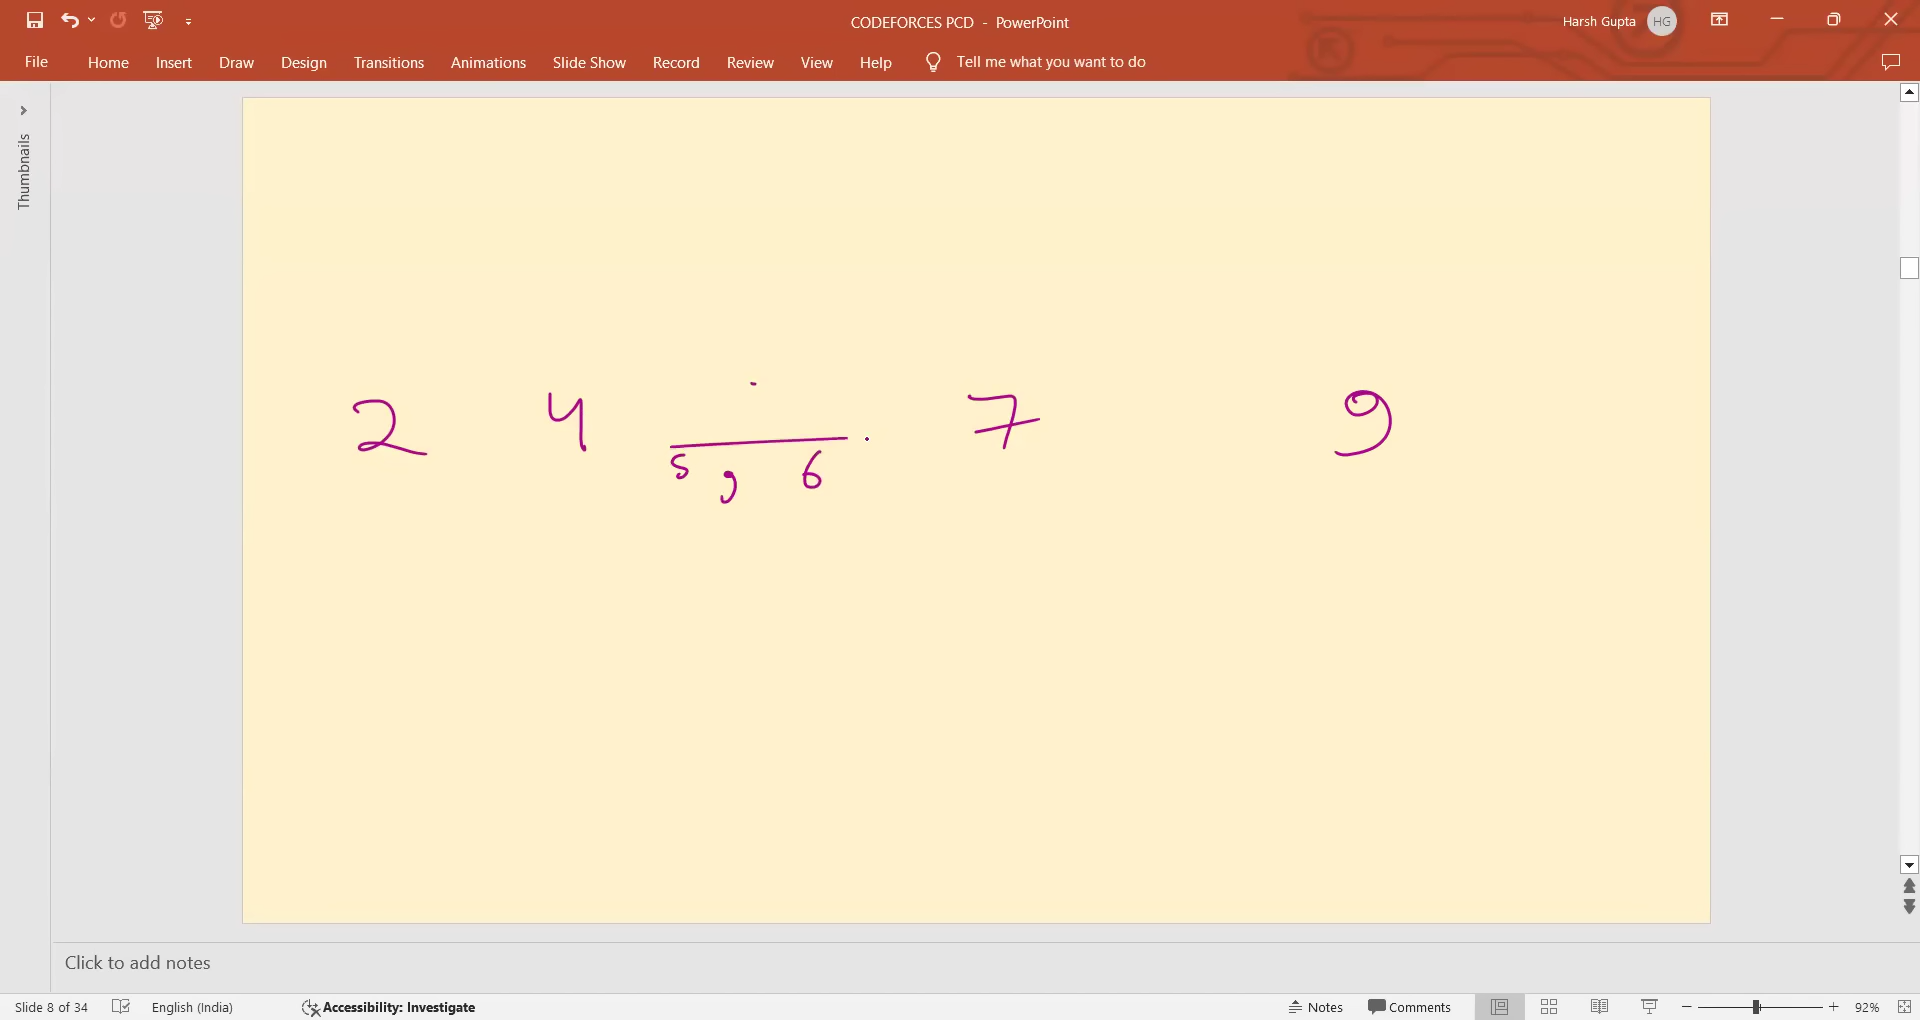 CODEFORCES PCD - PowerPoint
Harsh Gupta HG
File Home Insert Draw Design Transitions Animations Slide Show Record Review View Help Tell me what you want to do
Thumbnails
2 4 7 9
5 , 6
Click to add notes
Slide 8 of 34 English (India) Accessibility: Investigate Notes Comments 92%